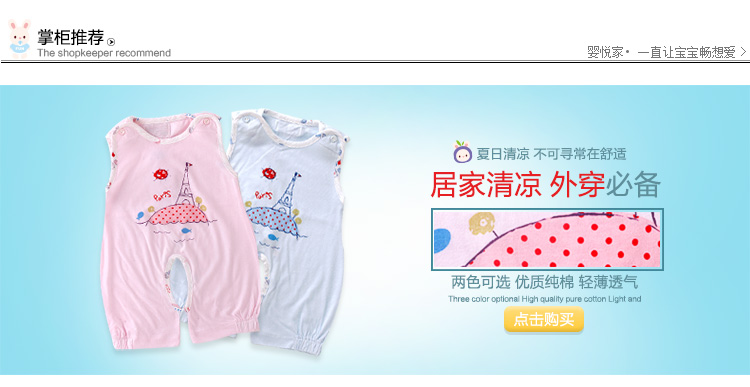 掌柜推荐
The shopkeeper recommend
婴悦家• 一直让宝宝畅想爱 >
夏日清凉 不可寻常在舒适
居家清凉 外穿必备
两色可选 优质纯棉 轻薄透气
Three color optional High quality pure cotton Light and
点击购买
Paris
Paris